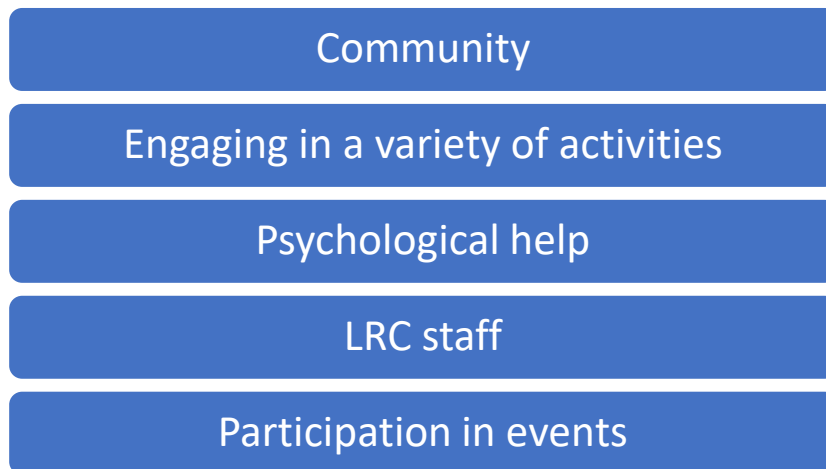 Community
Engaging in a variety of activities
Psychological help
LRC staff
Participation in events